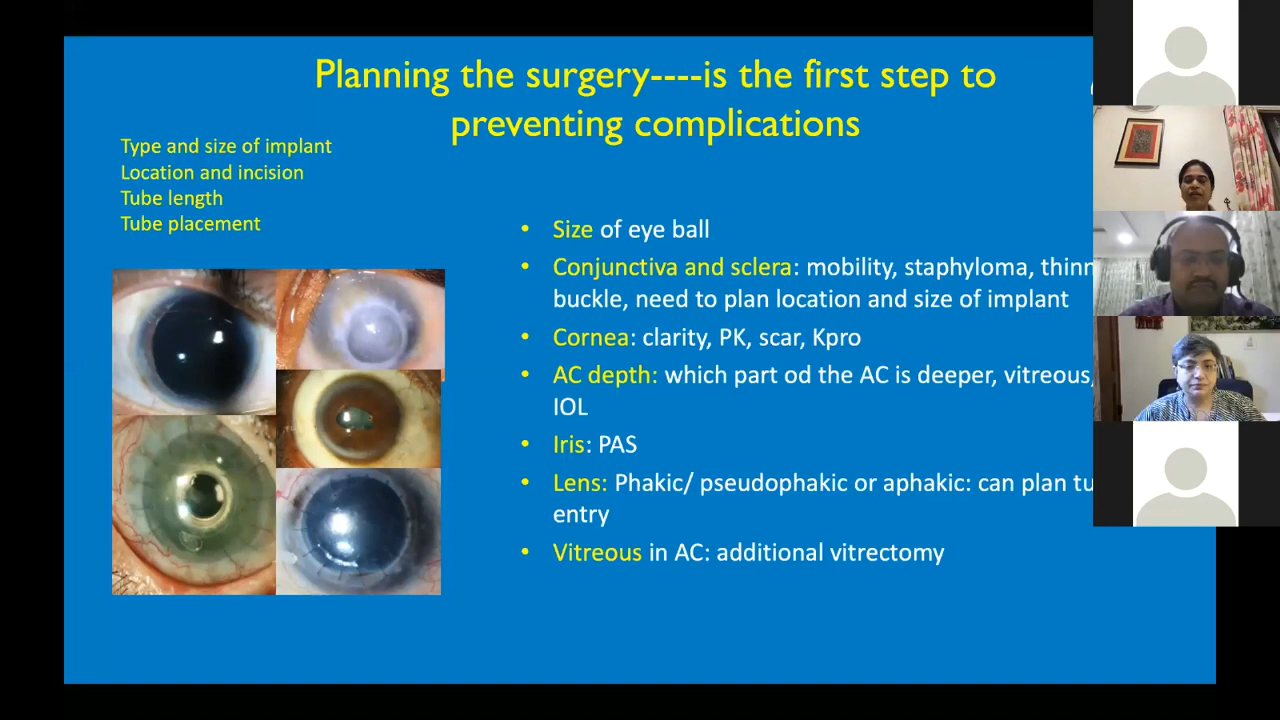 Planning the surgery----is the first step to
preventing complications
Type and size of implant
Location and incision
Tube length
Tube placement
• Size of eye ball
• Conjunctiva and sclera: mobility, staphyloma,
buckle, need to plan location and size of implant
• Cornea: clarity, PK, scar, Kpro
• AC depth: which part od the AC is deeper, vitreous,
IOL
• Iris: PAS
• Lens: Phakic/ pseudophakic or aphakic: can plan
entry
• Vitreous in AC: additional vitrectomy